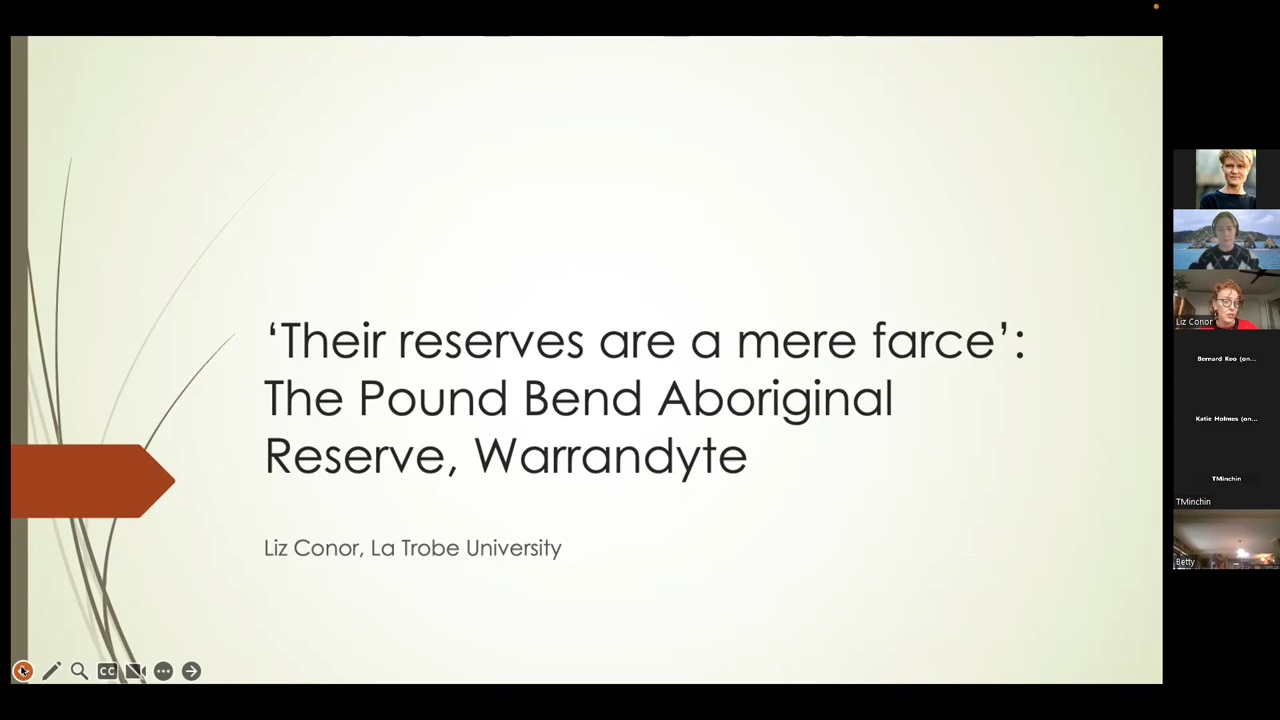 ‘Their reserves are a mere farce’:
The Pound Bend Aboriginal
Reserve, Warrandyte
Liz Conor, La Trobe University
CC
Liz Conor
Bernard Keo (on...
Katie Holmes (on...
TMinchin
TMinchin
Betty